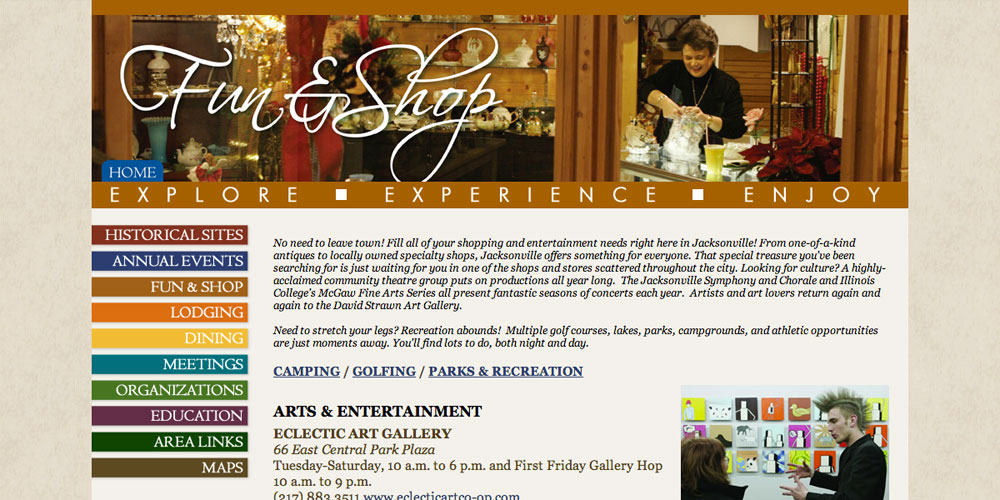 Fun & Shop
HOME
EXPLORE ■ EXPERIENCE ■ ENJOY
HISTORICAL SITES
ANNUAL EVENTS
FUN & SHOP
LODGING
DINING
MEETINGS
ORGANIZATIONS
EDUCATION
AREA LINKS
MAPS
No need to leave town! Fill all of your shopping and entertainment needs right here in Jacksonville! From one-of-a-kind
antiques to locally owned specialty shops, Jacksonville offers something for everyone. That special treasure you've been
searching for is just waiting for you in one of the shops and stores scattered throughout the city. Looking for culture? A highly-
acclaimed community theatre group puts on productions all year long. The Jacksonville Symphony and Chorale and Illinois
College's McGaw Fine Arts Series all present fantastic seasons of concerts each year. Artists and art lovers return again and
again to the David Strawn Art Gallery.
Need to stretch your legs? Recreation abounds! Multiple golf courses, lakes, parks, campgrounds, and athletic opportunities
are just moments away. You'll find lots to do, both night and day.
CAMPING / GOLFING / PARKS & RECREATION
ARTS & ENTERTAINMENT
ECLECTIC ART GALLERY
66 East Central Park Plaza
Tuesday-Saturday, 10 a.m. to 6 p.m. and First Friday Gallery Hop
10 a.m. to 9 p.m.
(217) 883 3511 www.eclecticartco-op.com